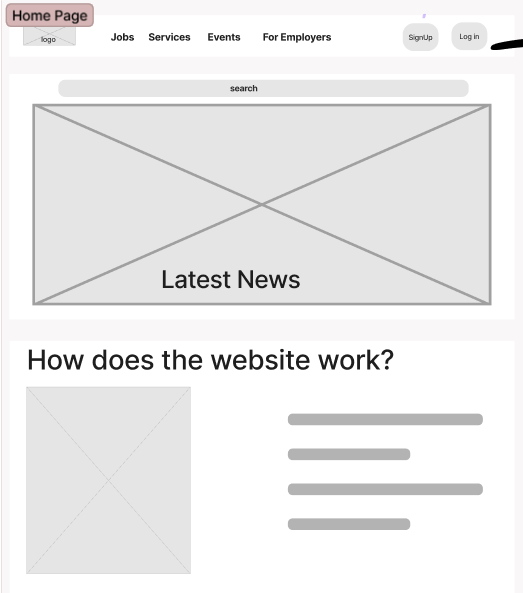 Home Page
logo
Jobs Services Events For Employers SignUp Log in
search
Latest News
How does the website work?